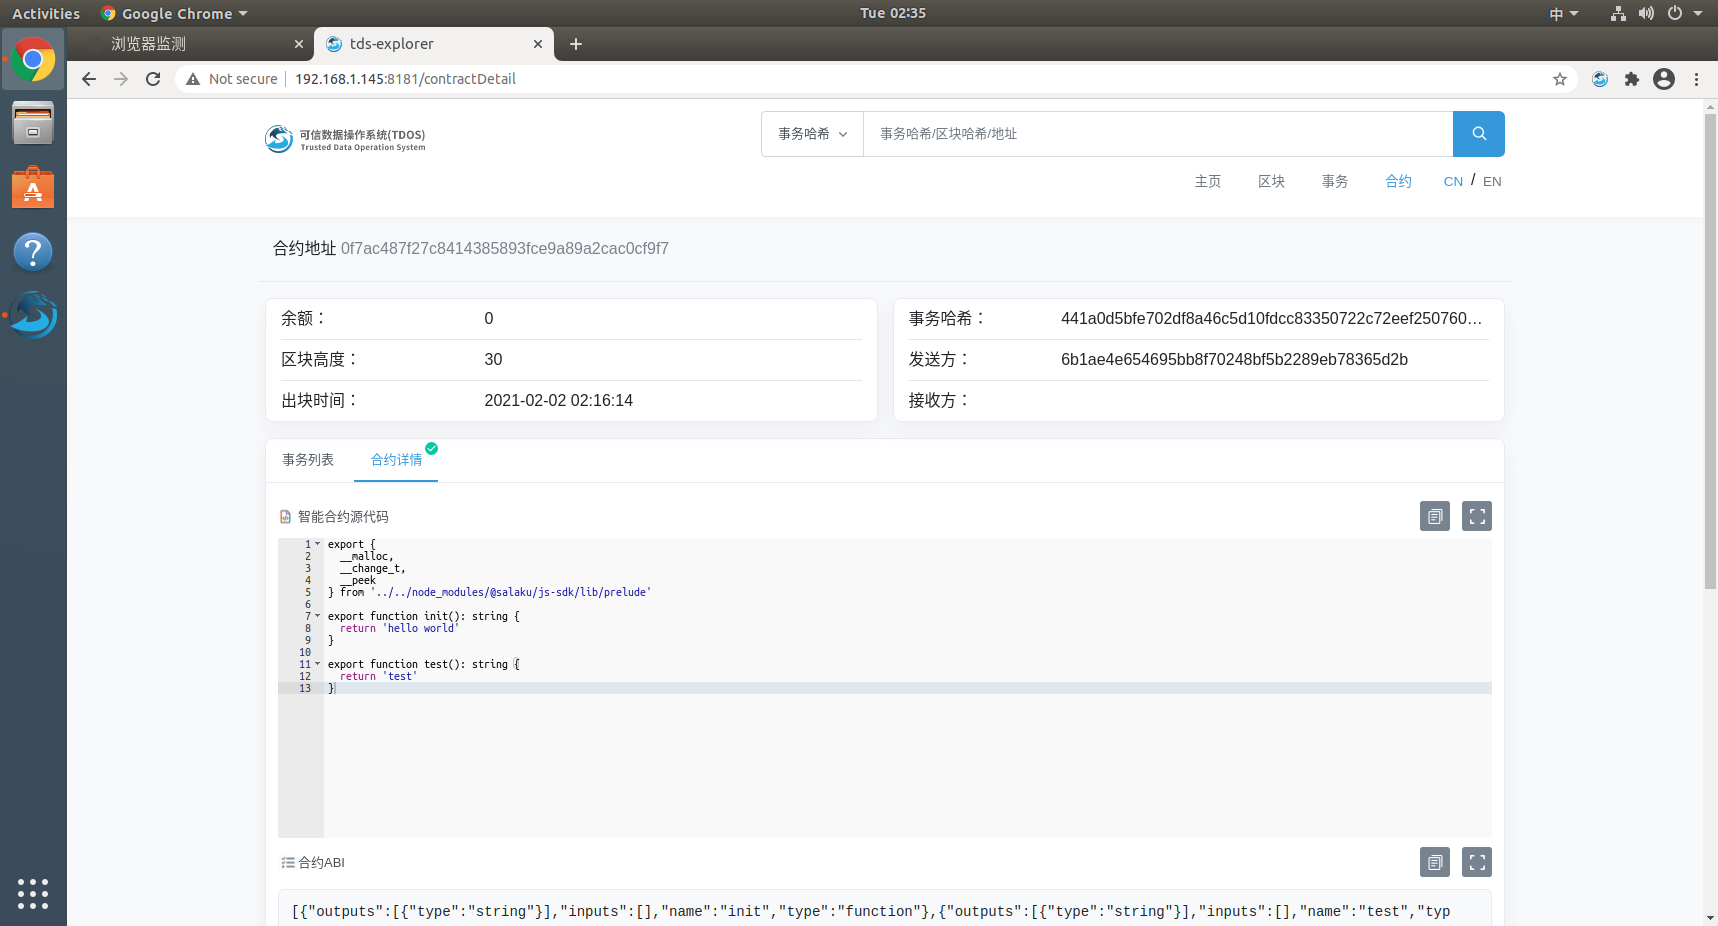 Activities Google Chrome Tue 02:35 中
浏览器监测 tds-explorer
Not secure 192.168.1.145:8181/contractDetail
可信数据操作系统(TDOS)
Trusted Data Operation System
事务哈希 事务哈希/区块哈希/地址
主页 区块 事务 合约 CN / EN
合约地址 0f7ac487f27c8414385893fce9a89a2cac0cf9f7
余额： 0
区块高度： 30
出块时间： 2021-02-02 02:16:14
事务哈希： 441a0d5bfe702df8a46c5d10fdcc83350722c72eef250760…
发送方： 6b1ae4e654695bb8f70248bf5b2289eb78365d2b
接收方：
事务列表 合约详情
智能合约源代码
1 export {
2 __malloc,
3 __change_t,
4 __peek
5 } from '../../node_modules/@salaku/js-sdk/lib/prelude'
6
7 export function init(): string {
8 return 'hello world'
9 }
10
11 export function test(): string {
12 return 'test'
13 }
合约ABI
[{"outputs":[{"type":"string"}],"inputs":[],"name":"init","type":"function"},{"outputs":[{"type":"string"}],"inputs":[],"name":"test","typ